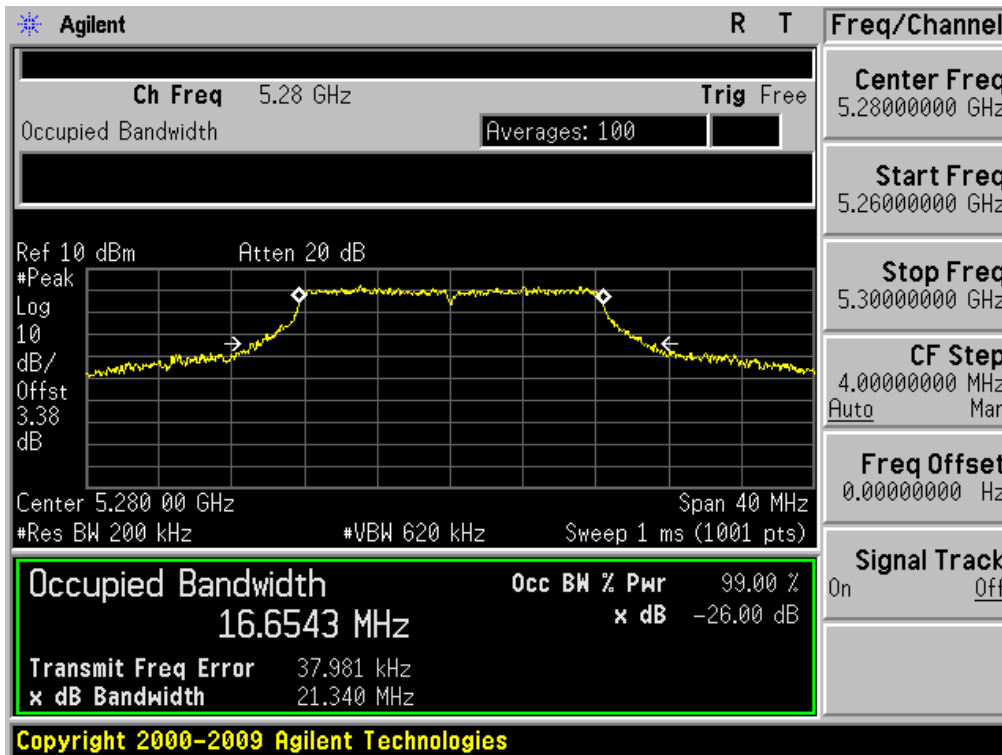 Agilent R T
Ch Freq 5.28 GHz Trig Free
Occupied Bandwidth Averages: 100
Ref 10 dBm Atten 20 dB
#Peak
Log
10
dB/
Offst
3.38
dB
Center 5.280 00 GHz Span 40 MHz
#Res BW 200 kHz #VBW 620 kHz Sweep 1 ms (1001 pts)
Occupied Bandwidth Occ BW % Pwr 99.00 %
16.6543 MHz x dB -26.00 dB
Transmit Freq Error 37.981 kHz
x dB Bandwidth 21.340 MHz
Copyright 2000-2009 Agilent Technologies
Freq/Channel
Center Freq
5.28000000 GHz
Start Freq
5.26000000 GHz
Stop Freq
5.30000000 GHz
CF Step
4.00000000 MHz
Auto Man
Freq Offset
0.00000000 Hz
Signal Track
On Off